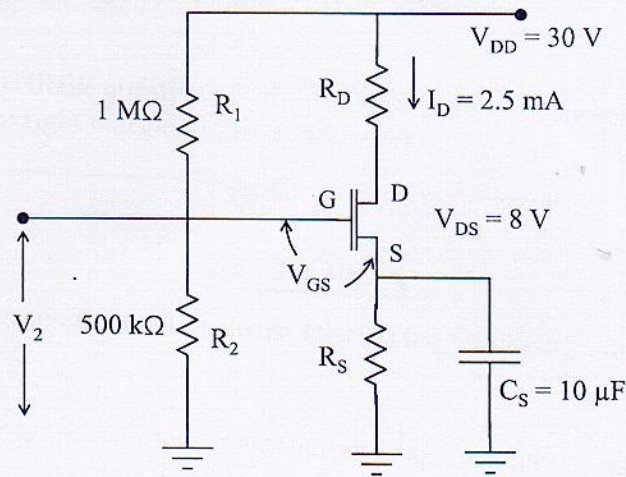 V_DD = 30 V
R_D
I_D = 2.5 mA
1 MΩ
R_1
G
D
V_DS = 8 V
S
V_GS
V_2
500 kΩ
R_2
R_S
C_S = 10 μF